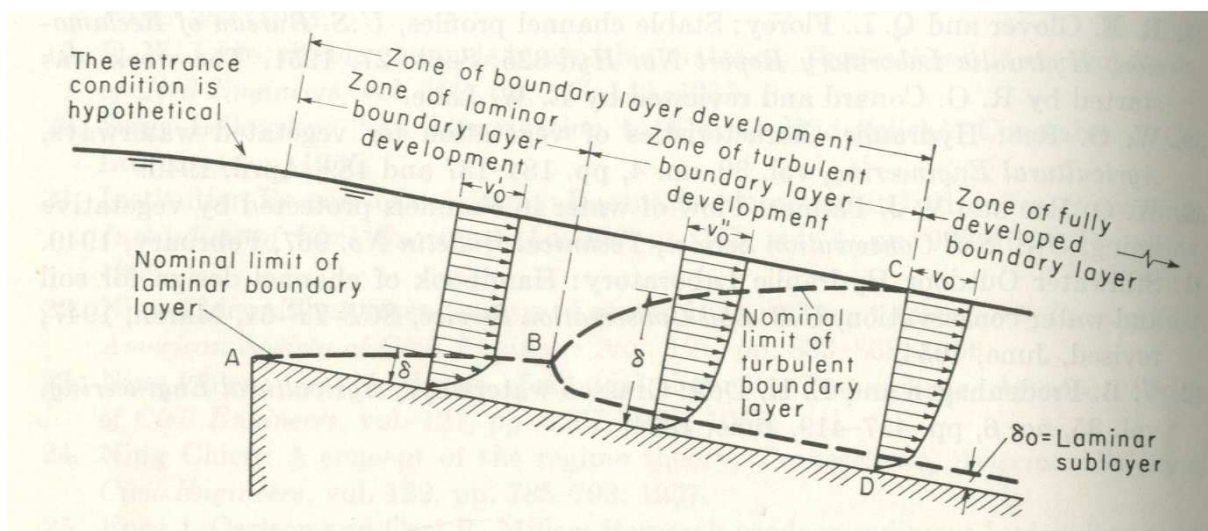 The entrance
condition is
hypothetical
Zone of boundary layer development
Zone of laminar
boundary layer
development
Zone of turbulent
boundary layer
development
Zone of fully
developed
boundary layer
v'o
v"o
vo
Nominal limit of
laminar boundary
layer
A
B
C
D
δ
δ
Nominal
limit of
turbulent
boundary
layer
δo = Laminar
sublayer